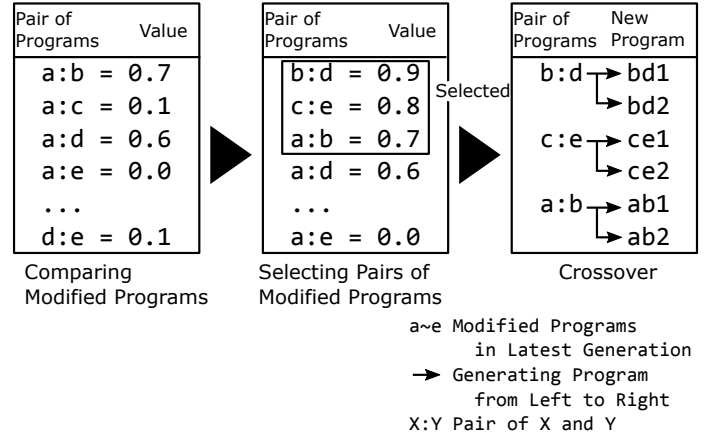 Pair of
Programs Value
a:b = 0.7
a:c = 0.1
a:d = 0.6
a:e = 0.0
...
d:e = 0.1
Comparing
Modified Programs
Pair of
Programs Value
b:d = 0.9
c:e = 0.8
a:b = 0.7
a:d = 0.6
...
a:e = 0.0
Selected
Selecting Pairs of
Modified Programs
Pair of New
Programs Program
b:d bd1
bd2
c:e ce1
ce2
a:b ab1
ab2
Crossover
a~e Modified Programs
in Latest Generation
Generating Program
from Left to Right
X:Y Pair of X and Y